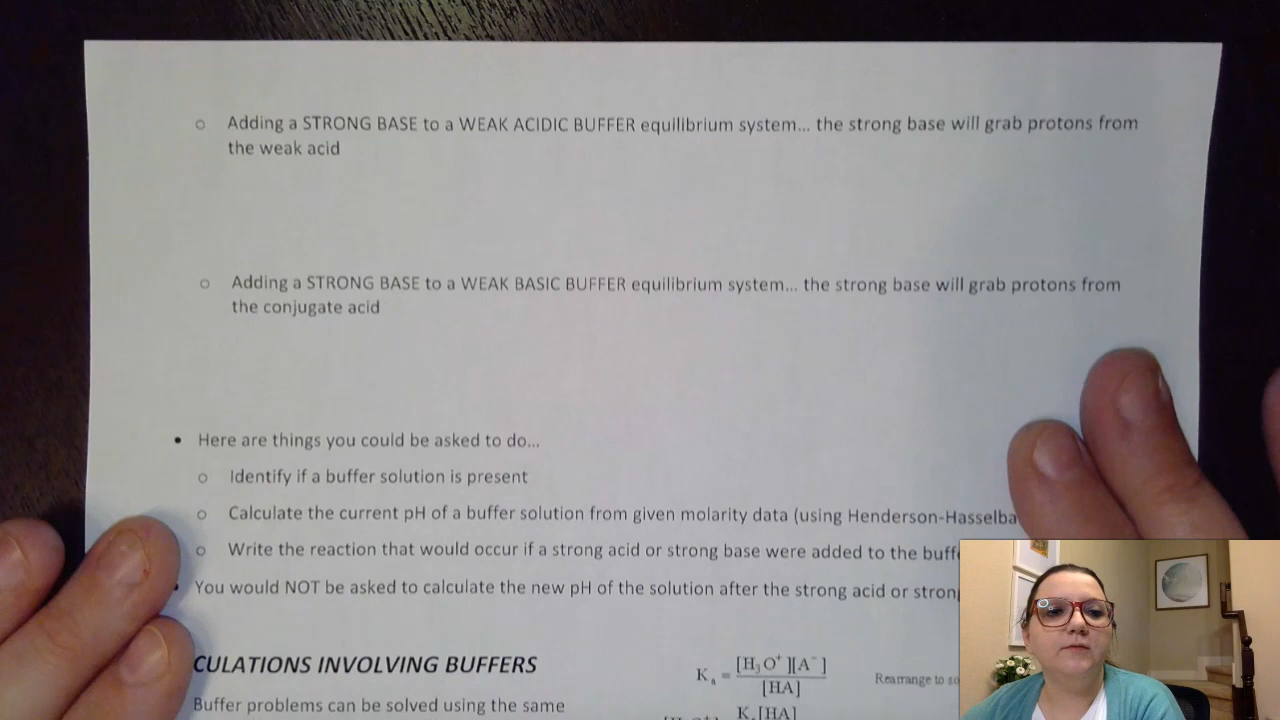 o Adding a STRONG BASE to a WEAK ACIDIC BUFFER equilibrium system... the strong base will grab protons from
the weak acid
o Adding a STRONG BASE to a WEAK BASIC BUFFER equilibrium system... the strong base will grab protons from
the conjugate acid
• Here are things you could be asked to do...
o Identify if a buffer solution is present
o Calculate the current pH of a buffer solution from given molarity data (using
o Write the reaction that would occur if a strong acid or strong base were added to the
• You would NOT be asked to calculate the new pH of the solution after the strong acid or
INVOLVING BUFFERS
Kₐ = [H₃O⁺][A⁻] / [HA]
Rearrange to
Buffer problems can be solved using the same
Kₐ[HA]